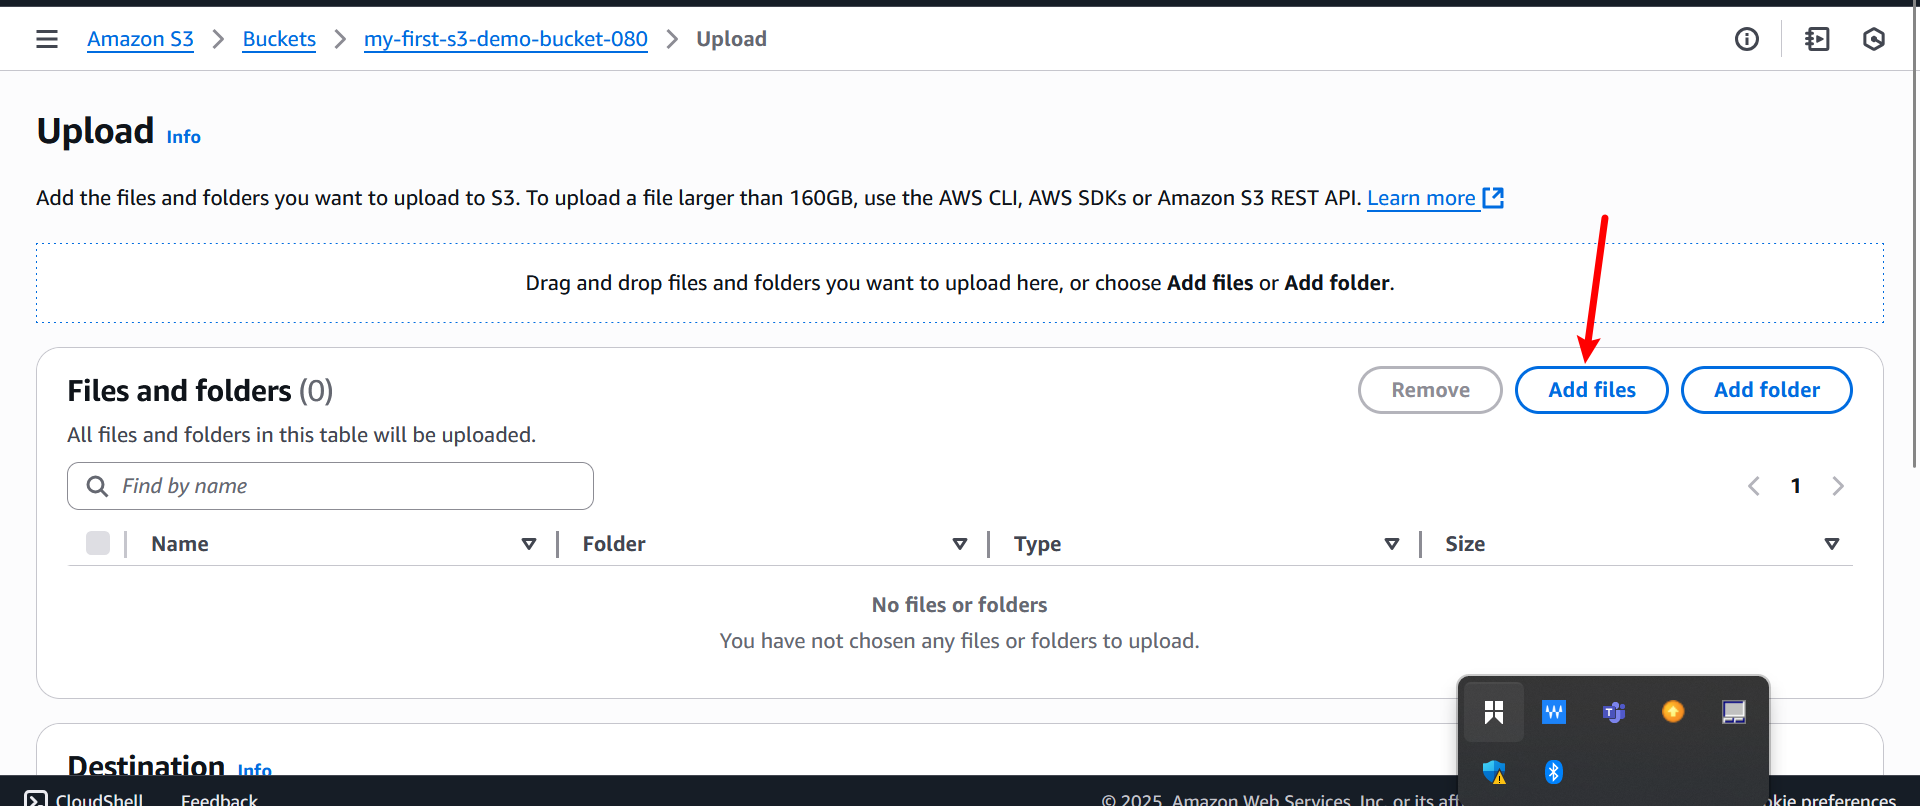 Amazon S3 > Buckets > my-first-s3-demo-bucket-080 > Upload
Upload Info
Add the files and folders you want to upload to S3. To upload a file larger than 160GB, use the AWS CLI, AWS SDKs or Amazon S3 REST API. Learn more
Drag and drop files and folders you want to upload here, or choose Add files or Add folder.
Files and folders (0)
Remove Add files Add folder
All files and folders in this table will be uploaded.
Find by name
1
Name Folder Type Size
No files or folders
You have not chosen any files or folders to upload.
Destination Info
CloudShell Feedback © 2025, Amazon Web Services, Inc. or its preferences